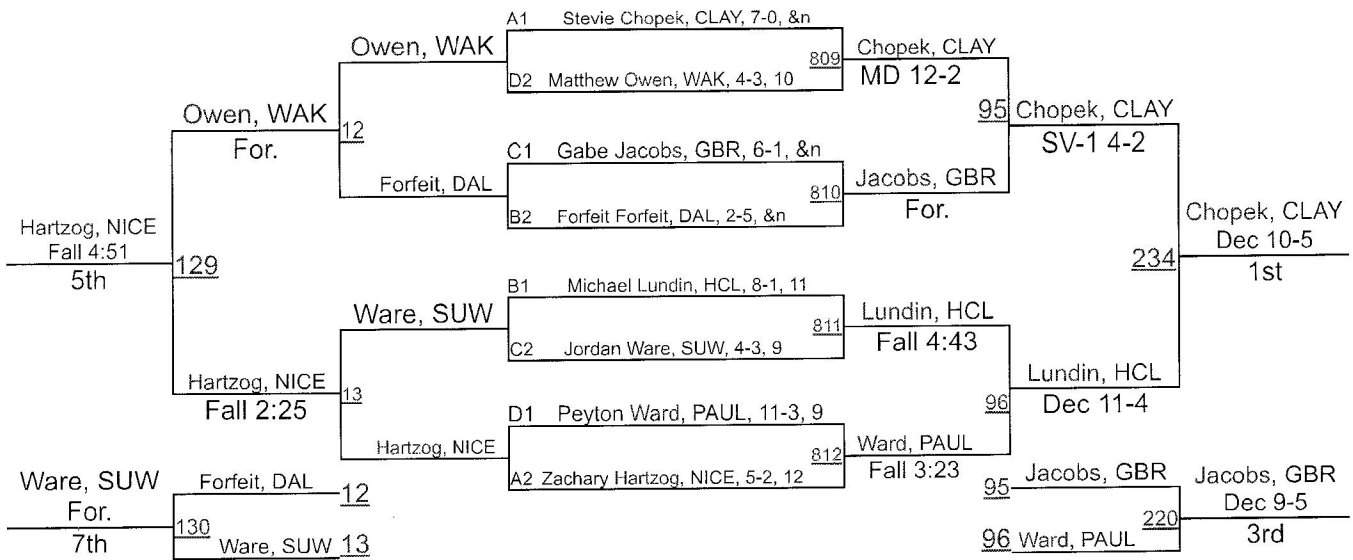 A1 Stevie Chopek, CLAY, 7-0, &n
Owen, WAK
809
Chopek, CLAY
MD 12-2
D2 Matthew Owen, WAK, 4-3, 10
Owen, WAK
For.
12
95
Chopek, CLAY
SV-1 4-2
C1 Gabe Jacobs, GBR, 6-1, &n
Forfeit, DAL
810
Jacobs, GBR
For.
B2 Forfeit Forfeit, DAL, 2-5, &n
Hartzog, NICE
Fall 4:51
5th
129
234
Chopek, CLAY
Dec 10-5
1st
B1 Michael Lundin, HCL, 8-1, 11
Ware, SUW
811
Lundin, HCL
Fall 4:43
C2 Jordan Ware, SUW, 4-3, 9
Hartzog, NICE
Fall 2:25
13
96
Lundin, HCL
Dec 11-4
D1 Peyton Ward, PAUL, 11-3, 9
Hartzog, NICE
812
Ward, PAUL
Fall 3:23
A2 Zachary Hartzog, NICE, 5-2, 12
Ware, SUW
For.
7th
Forfeit, DAL
12
130
Ware, SUW
13
95
Jacobs, GBR
220
96
Ward, PAUL
Jacobs, GBR
Dec 9-5
3rd